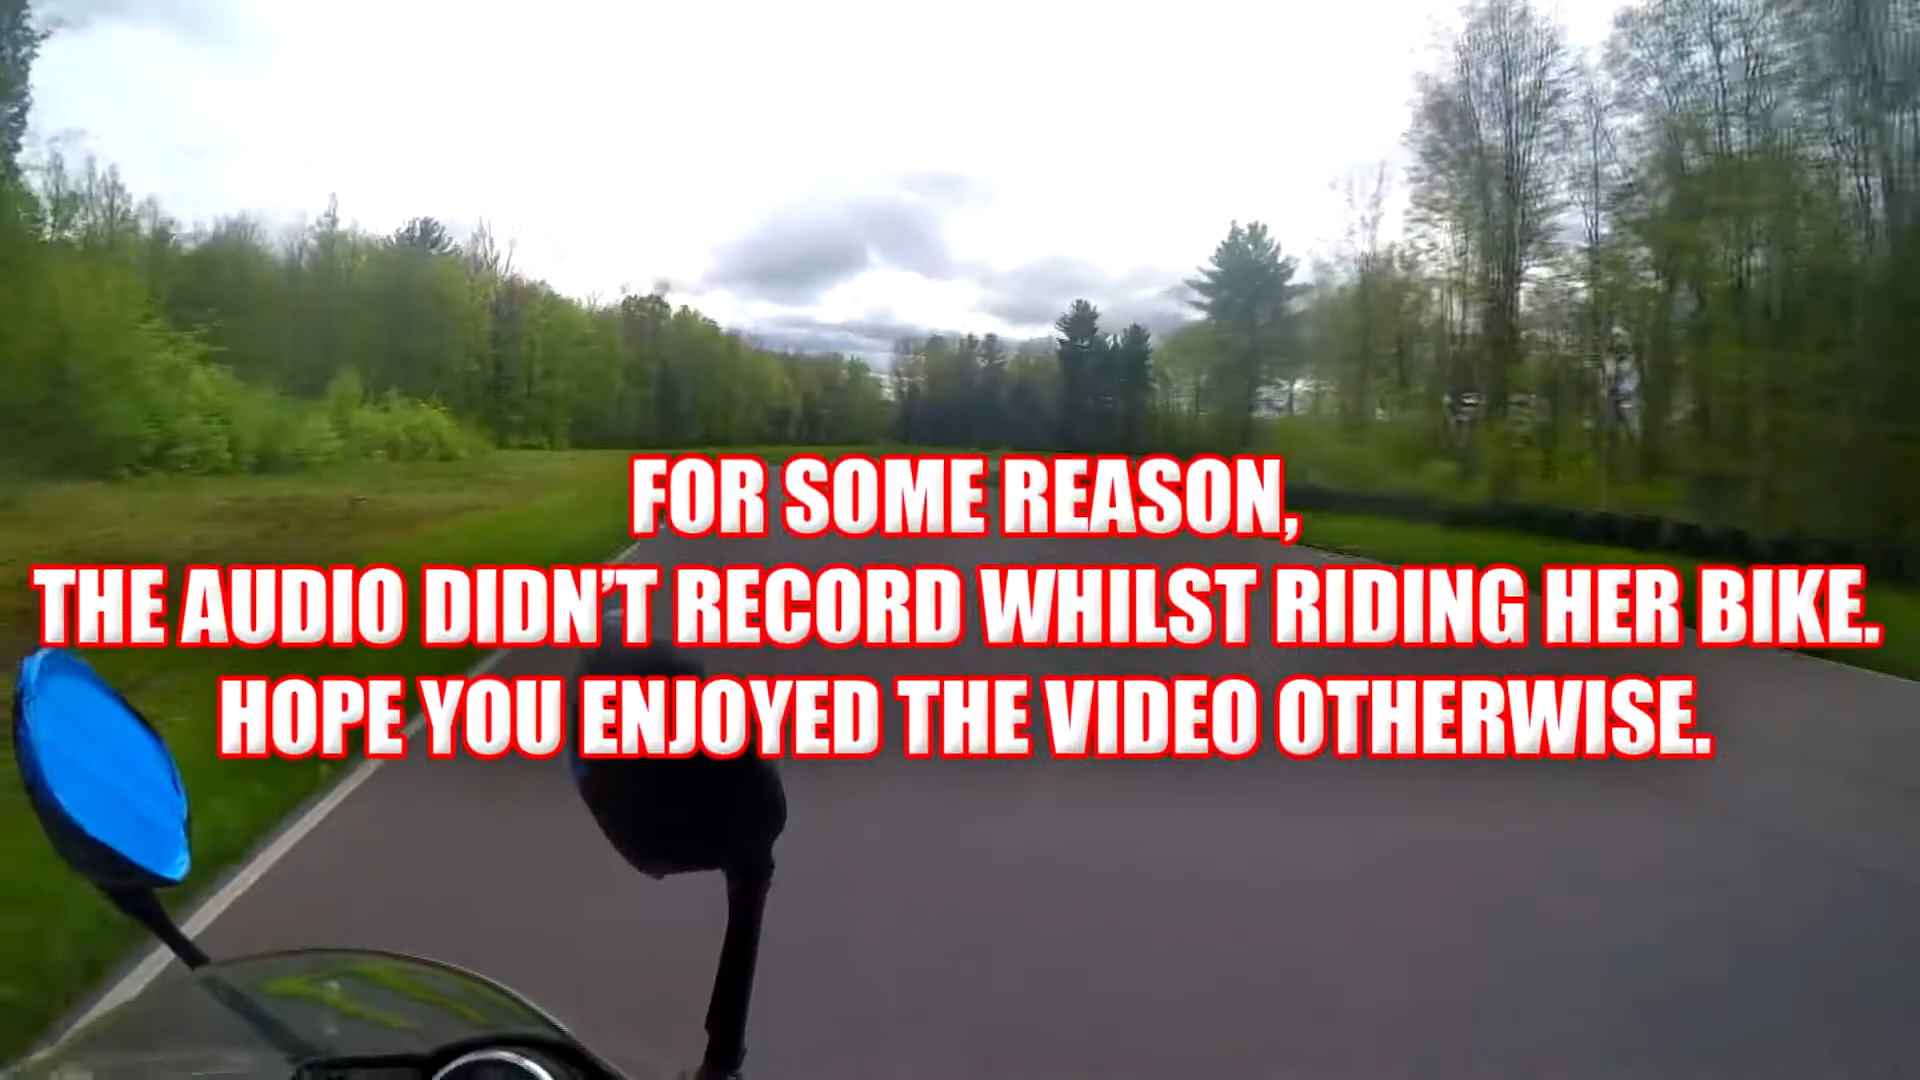 FOR SOME REASON,
THE AUDIO DIDN'T RECORD WHILST RIDING HER BIKE.
HOPE YOU ENJOYED THE VIDEO OTHERWISE.